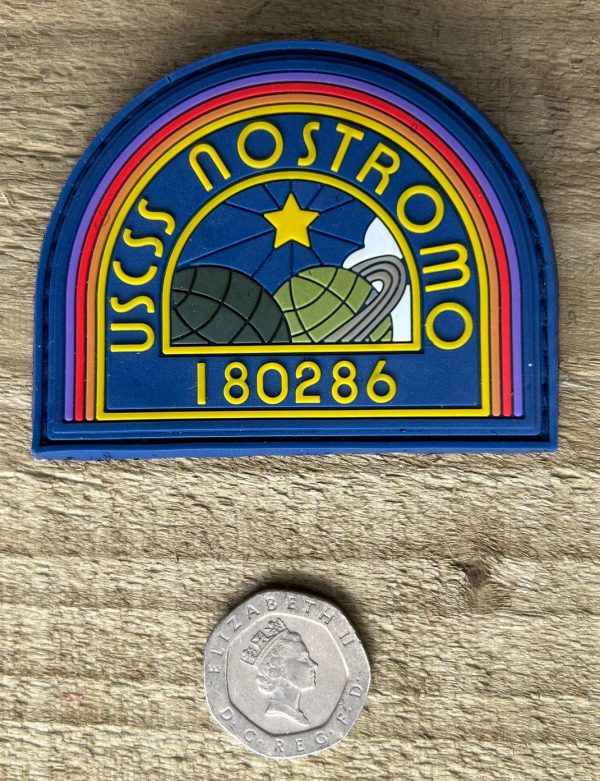 USCSS NOSTROMO
180286
ELIZABETH II
D·G·REG·F·D·